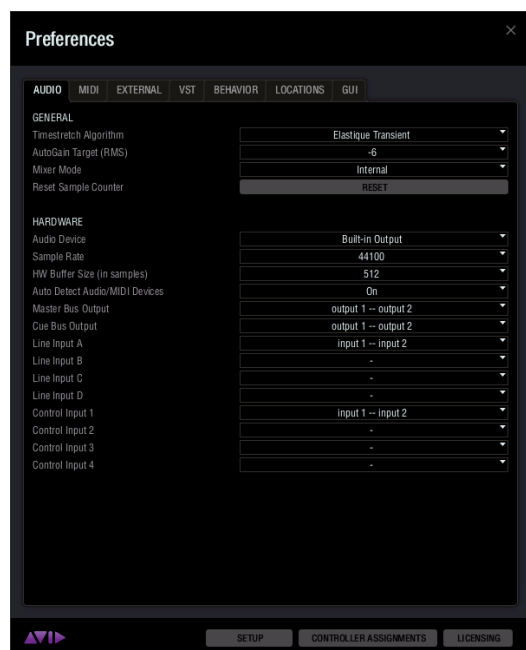 Preferences
AUDIO MIDI EXTERNAL VST BEHAVIOR LOCATIONS GUI
GENERAL
Timestretch Algorithm Elastique Transient
AutoGain Target (RMS) -6
Mixer Mode Internal
Reset Sample Counter RESET
HARDWARE
Audio Device Built-in Output
Sample Rate 44100
HW Buffer Size (in samples) 512
Auto Detect Audio/MIDI Devices On
Master Bus Output output 1 -- output 2
Cue Bus Output output 1 -- output 2
Line Input A input 1 -- input 2
Line Input B -
Line Input C -
Line Input D -
Control Input 1 input 1 -- input 2
Control Input 2 -
Control Input 3 -
Control Input 4 -
AVID SETUP CONTROLLER ASSIGNMENTS LICENSING